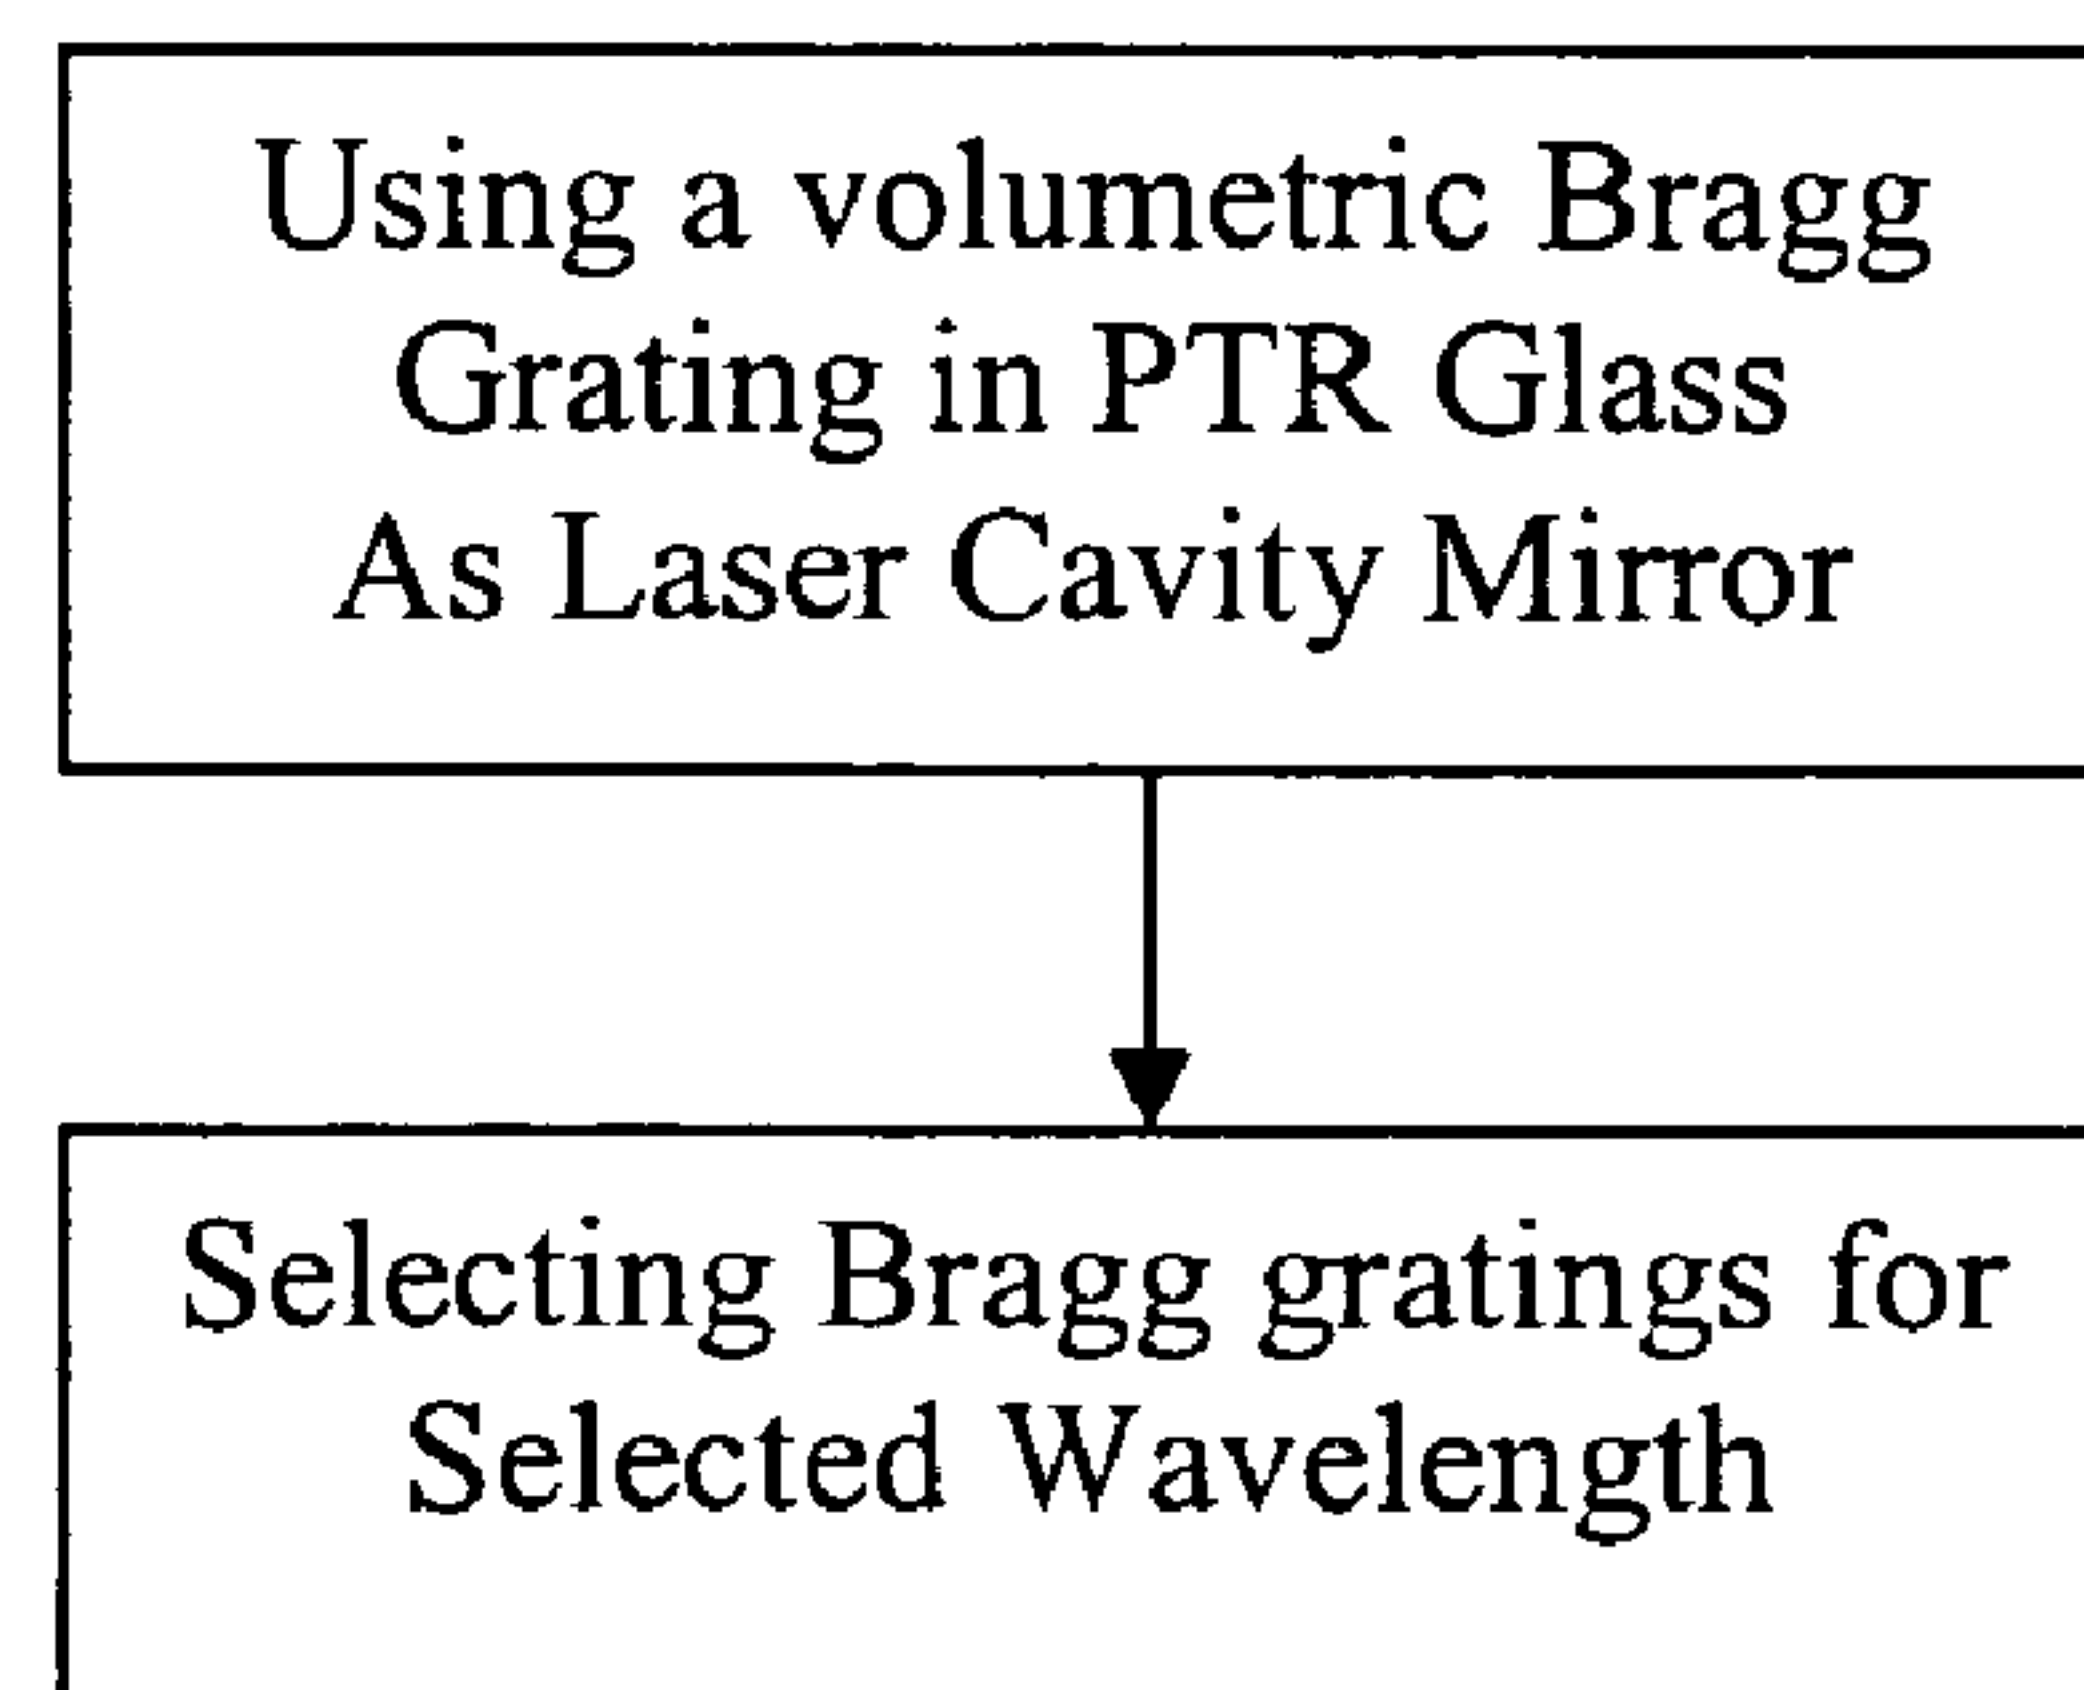 Using a volumetric Bragg
Grating in PTR Glass
As Laser Cavity Mirror
Selecting Bragg gratings for
Selected Wavelength